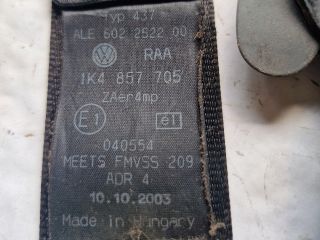 Typ 437
ALE 602 2522 00
RAA
1K4 857 705
ZAer4mp
E1 e1
040554
MEETS FMVSS 209
ADR 4
10.10.2003
Made in Hungary